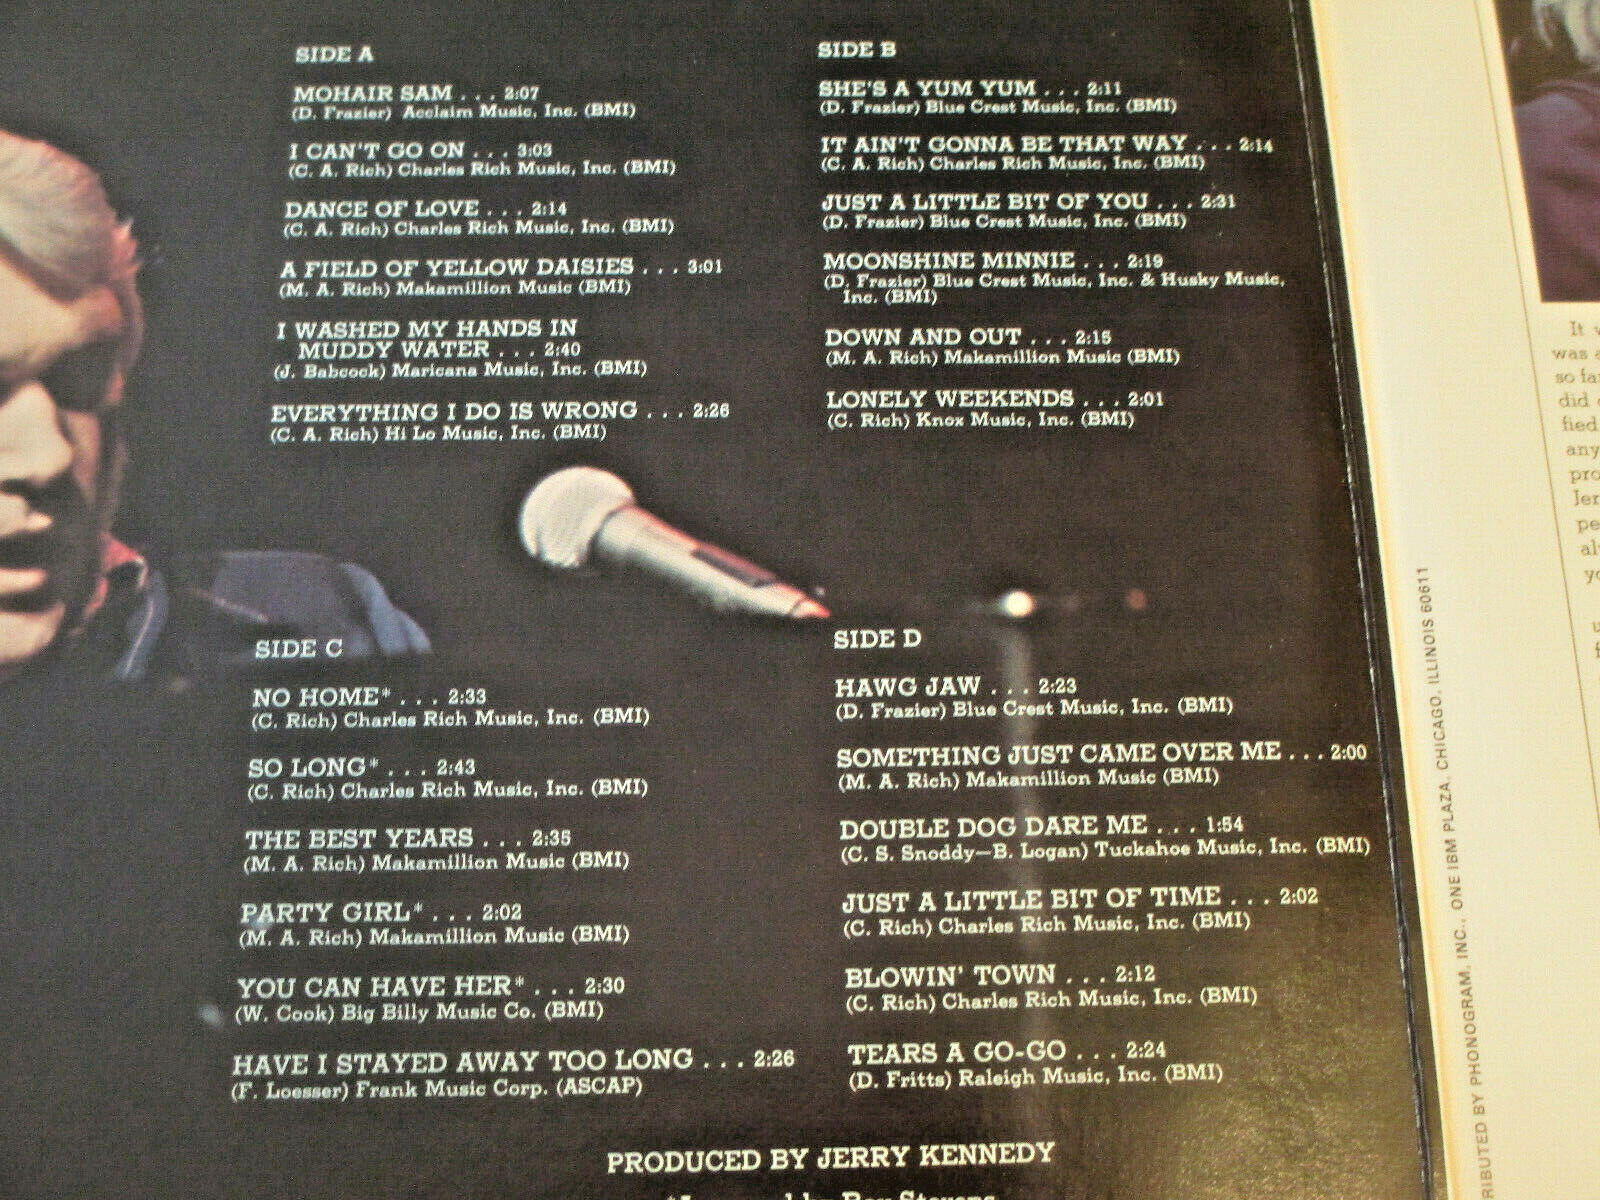 SIDE A
MOHAIR SAM . . . 2:07
(D. Frazier) Acclaim Music, Inc. (BMI)
I CAN'T GO ON . . . 3:03
(C. A. Rich) Charles Rich Music, Inc. (BMI)
DANCE OF LOVE . . . 2:14
(C. A. Rich) Charles Rich Music, Inc. (BMI)
A FIELD OF YELLOW DAISIES . . . 3:01
(M. A. Rich) Makamillion Music (BMI)
I WASHED MY HANDS IN
MUDDY WATER . . . 2:40
(J. Babcock) Maricana Music, Inc. (BMI)
EVERYTHING I DO IS WRONG . . . 2:26
(C. A. Rich) Hi Lo Music, Inc. (BMI)
SIDE B
SHE'S A YUM YUM . . . 2:11
(D. Frazier) Blue Crest Music, Inc. (BMI)
IT AIN'T GONNA BE THAT WAY . . . 2:14
(C. A. Rich) Charles Rich Music, Inc. (BMI)
JUST A LITTLE BIT OF YOU . . . 2:31
(D. Frazier) Blue Crest Music, Inc. (BMI)
MOONSHINE MINNIE . . . 2:19
(D. Frazier) Blue Crest Music, Inc. & Husky Music,
Inc. (BMI)
DOWN AND OUT . . . 2:15
(M. A. Rich) Makamillion Music (BMI)
LONELY WEEKENDS . . . 2:01
(C. Rich) Knox Music, Inc. (BMI)
SIDE C
NO HOME* . . . 2:33
(C. Rich) Charles Rich Music, Inc. (BMI)
SO LONG* . . . 2:43
(C. Rich) Charles Rich Music, Inc. (BMI)
THE BEST YEARS . . . 2:35
(M. A. Rich) Makamillion Music (BMI)
PARTY GIRL* . . . 2:02
(M. A. Rich) Makamillion Music (BMI)
YOU CAN HAVE HER* . . . 2:30
(W. Cook) Big Billy Music Co. (BMI)
HAVE I STAYED AWAY TOO LONG . . . 2:26
(F. Loesser) Frank Music Corp. (ASCAP)
SIDE D
HAWG JAW . . . 2:23
(D. Frazier) Blue Crest Music, Inc. (BMI)
SOMETHING JUST CAME OVER ME . . . 2:00
(M. A. Rich) Makamillion Music (BMI)
DOUBLE DOG DARE ME . . . 1:54
(C. S. Snoddy—B. Logan) Tuckahoe Music, Inc. (BMI)
JUST A LITTLE BIT OF TIME . . . 2:02
(C. Rich) Charles Rich Music, Inc. (BMI)
BLOWIN' TOWN . . . 2:12
(C. Rich) Charles Rich Music, Inc. (BMI)
TEARS A GO-GO . . . 2:24
(D. Fritts) Raleigh Music, Inc. (BMI)
PRODUCED BY JERRY KENNEDY
by Ray Stevens
RIBUTED BY PHONOGRAM, INC., ONE IBM PLAZA, CHICAGO, ILLINOIS 60611
It
was
so
did
fied
any
pro
Jer
pe